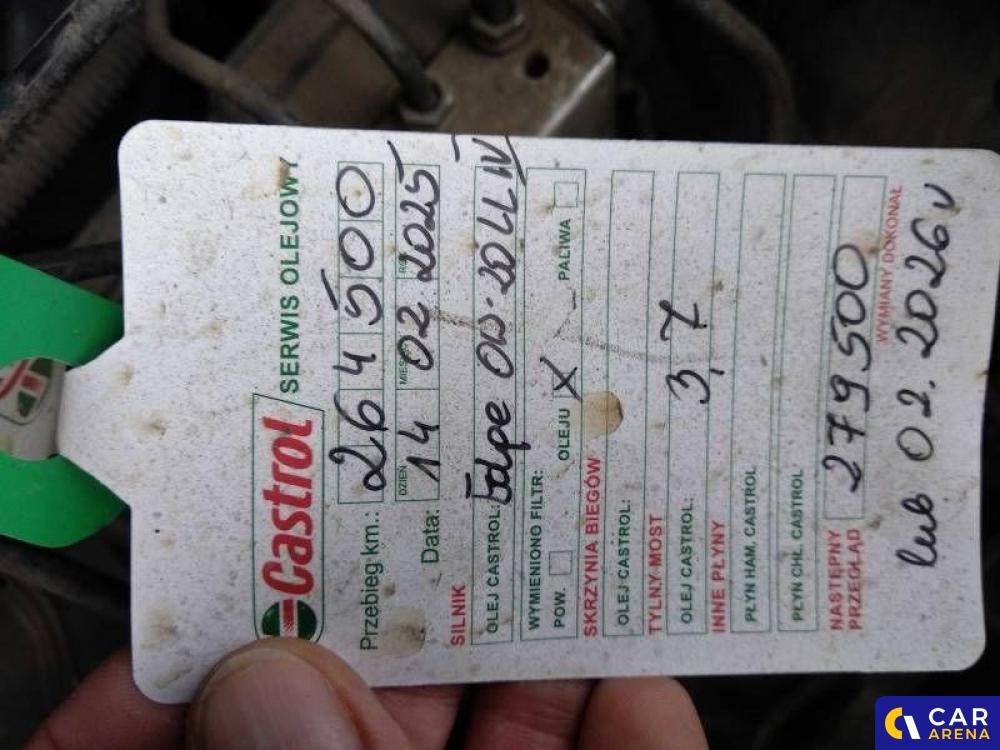 Castrol SERWIS OLEJOWY
Przebieg km.: 264500
DZIEŃ MIES ROK
Data: 14 02 2025
SILNIK
OLEJ CASTROL: Edge 0W-20 LL IV
WYMIENIONO FILTR:
POW. OLEJU X PALIWA
SKRZYNIA BIEGÓW
OLEJ CASTROL:
TYLNY MOST
OLEJ CASTROL: 3,7
INNE PŁYNY
PŁYN HAM. CASTROL
PŁYN CHŁ. CASTROL
NASTĘPNY
PRZEGLĄD 279500
WYMIANY DOKONAŁ
lub 02.2026
CAR
ARENA